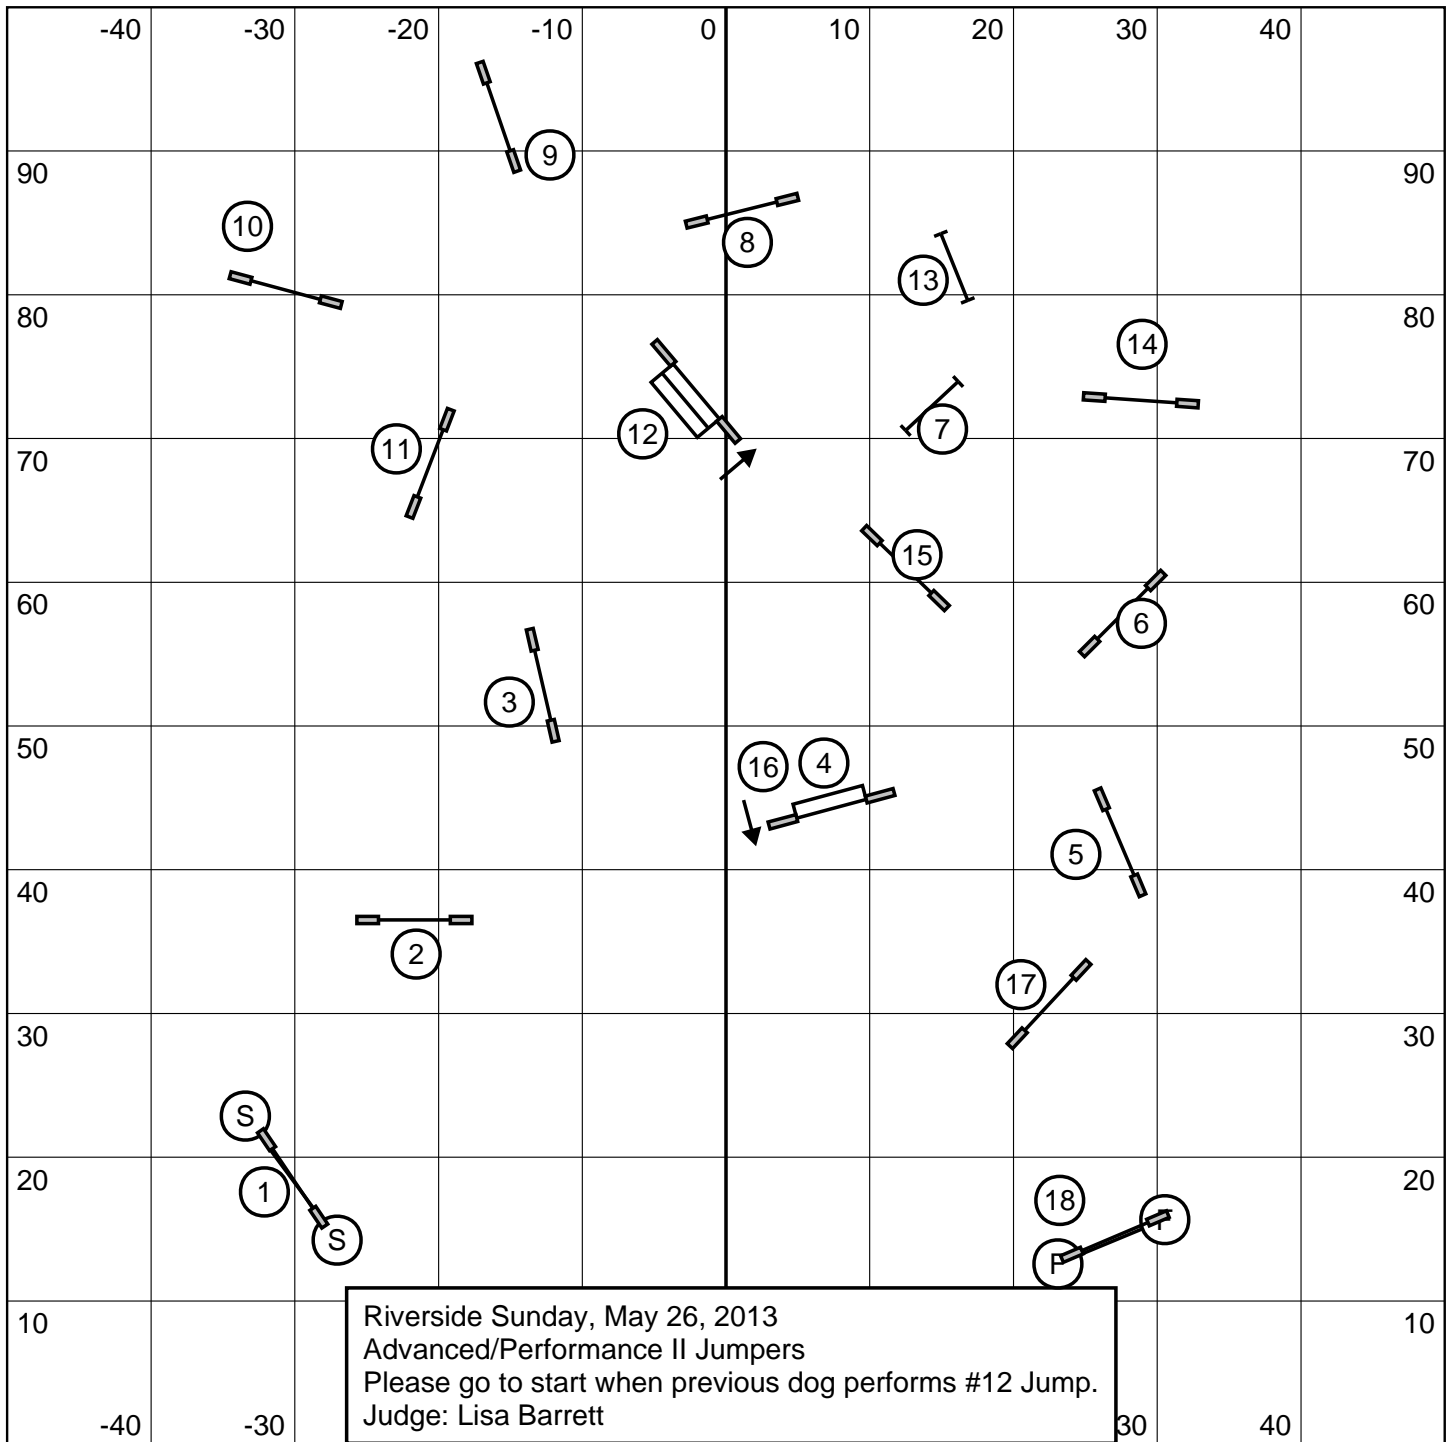 -40 -30 -20 -10 0 10 20 30 40
9
90 90
10
8
13
80 80
14
12
7
11
70 70
15
60 60
6
3
50 50
16 4
5
40 40
2
17
30 30
S
20 20
1
18
S
F
F
10 10
Riverside Sunday, May 26, 2013
Advanced/Performance II Jumpers
Please go to start when previous dog performs #12 Jump.
Judge: Lisa Barrett
-40 -30 30 40